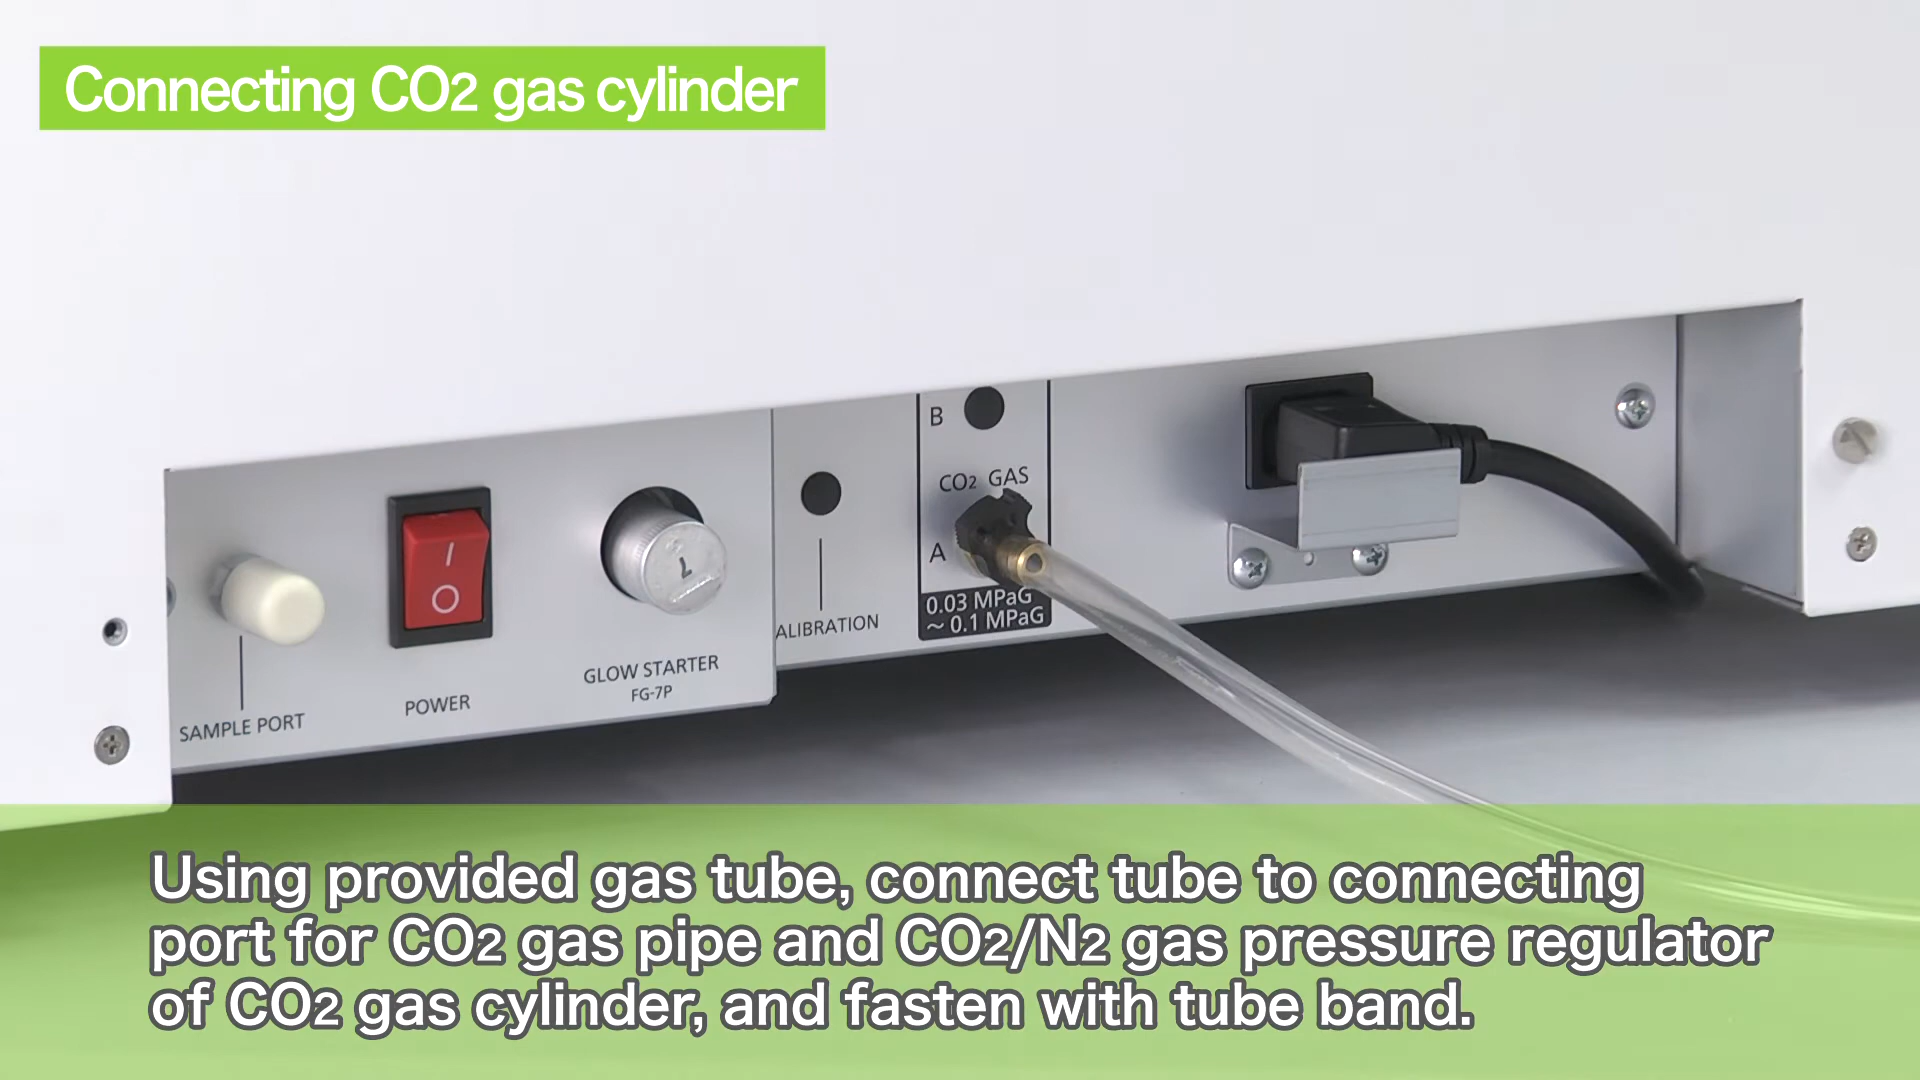 Connecting CO2 gas cylinder
B
CO2 GAS
A
0.03 MPaG
~ 0.1 MPaG
ALIBRATION
I
O
L
GLOW STARTER
FG-7P
POWER
SAMPLE PORT
Using provided gas tube, connect tube to connecting
port for CO2 gas pipe and CO2/N2 gas pressure regulator
of CO2 gas cylinder, and fasten with tube band.